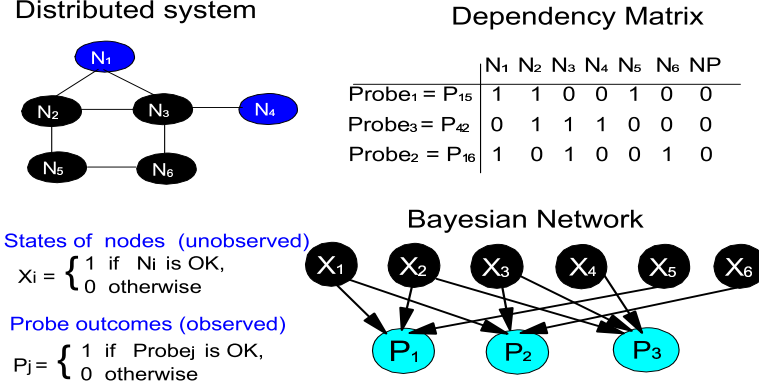 Distributed system
N₁
N₂ N₃ N₄
N₅ N₆
Dependency Matrix
N₁ N₂ N₃ N₄ N₅ N₆ NP
Probe₁ = P₁₅ 1 1 0 0 1 0 0
Probe₃ = P₄₂ 0 1 1 1 0 0 0
Probe₂ = P₁₆ 1 0 1 0 0 1 0
States of nodes (unobserved)
Xi = { 1 if Ni is OK,
0 otherwise
Probe outcomes (observed)
Pj = { 1 if Probej is OK,
0 otherwise
Bayesian Network
X₁ X₂ X₃ X₄ X₅ X₆
P₁ P₂ P₃